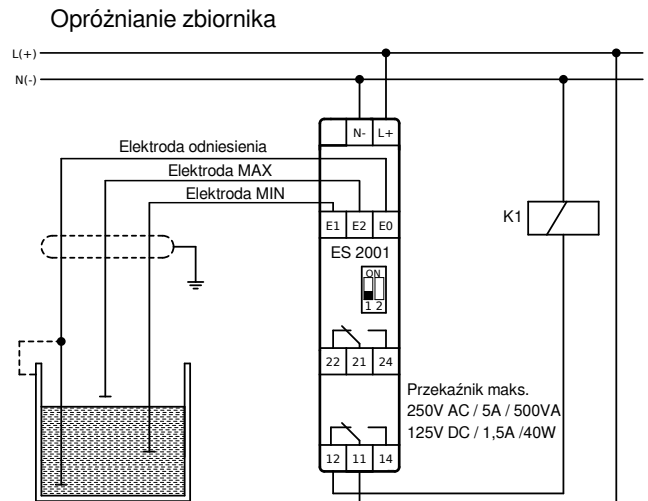 Opróżnianie zbiornika
L(+)
N(-)
N- L+
Elektroda odniesienia
Elektroda MAX
Elektroda MIN
E1 E2 E0
K1
ES 2001
ON
1 2
22 21 24
Przekaźnik maks.
250V AC / 5A / 500VA
125V DC / 1,5A /40W
12 11 14